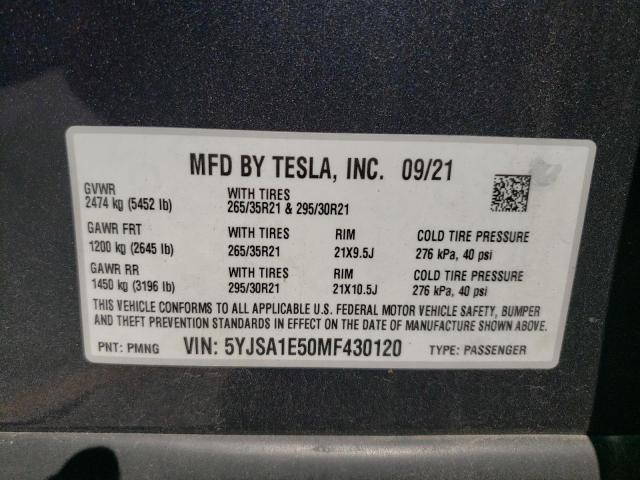 MFD BY TESLA, INC. 09/21
GVWR WITH TIRES
2474 kg (5452 lb) 265/35R21 & 295/30R21
GAWR FRT WITH TIRES RIM COLD TIRE PRESSURE
1200 kg (2645 lb) 265/35R21 21X9.5J 276 kPa, 40 psi
GAWR RR WITH TIRES RIM COLD TIRE PRESSURE
1450 kg (3196 lb) 295/30R21 21X10.5J 276 kPa, 40 psi
THIS VEHICLE CONFORMS TO ALL APPLICABLE U.S. FEDERAL MOTOR VEHICLE SAFETY, BUMPER
AND THEFT PREVENTION STANDARDS IN EFFECT ON THE DATE OF MANUFACTURE SHOWN ABOVE.
PNT: PMNG VIN: 5YJSA1E50MF430120 TYPE: PASSENGER